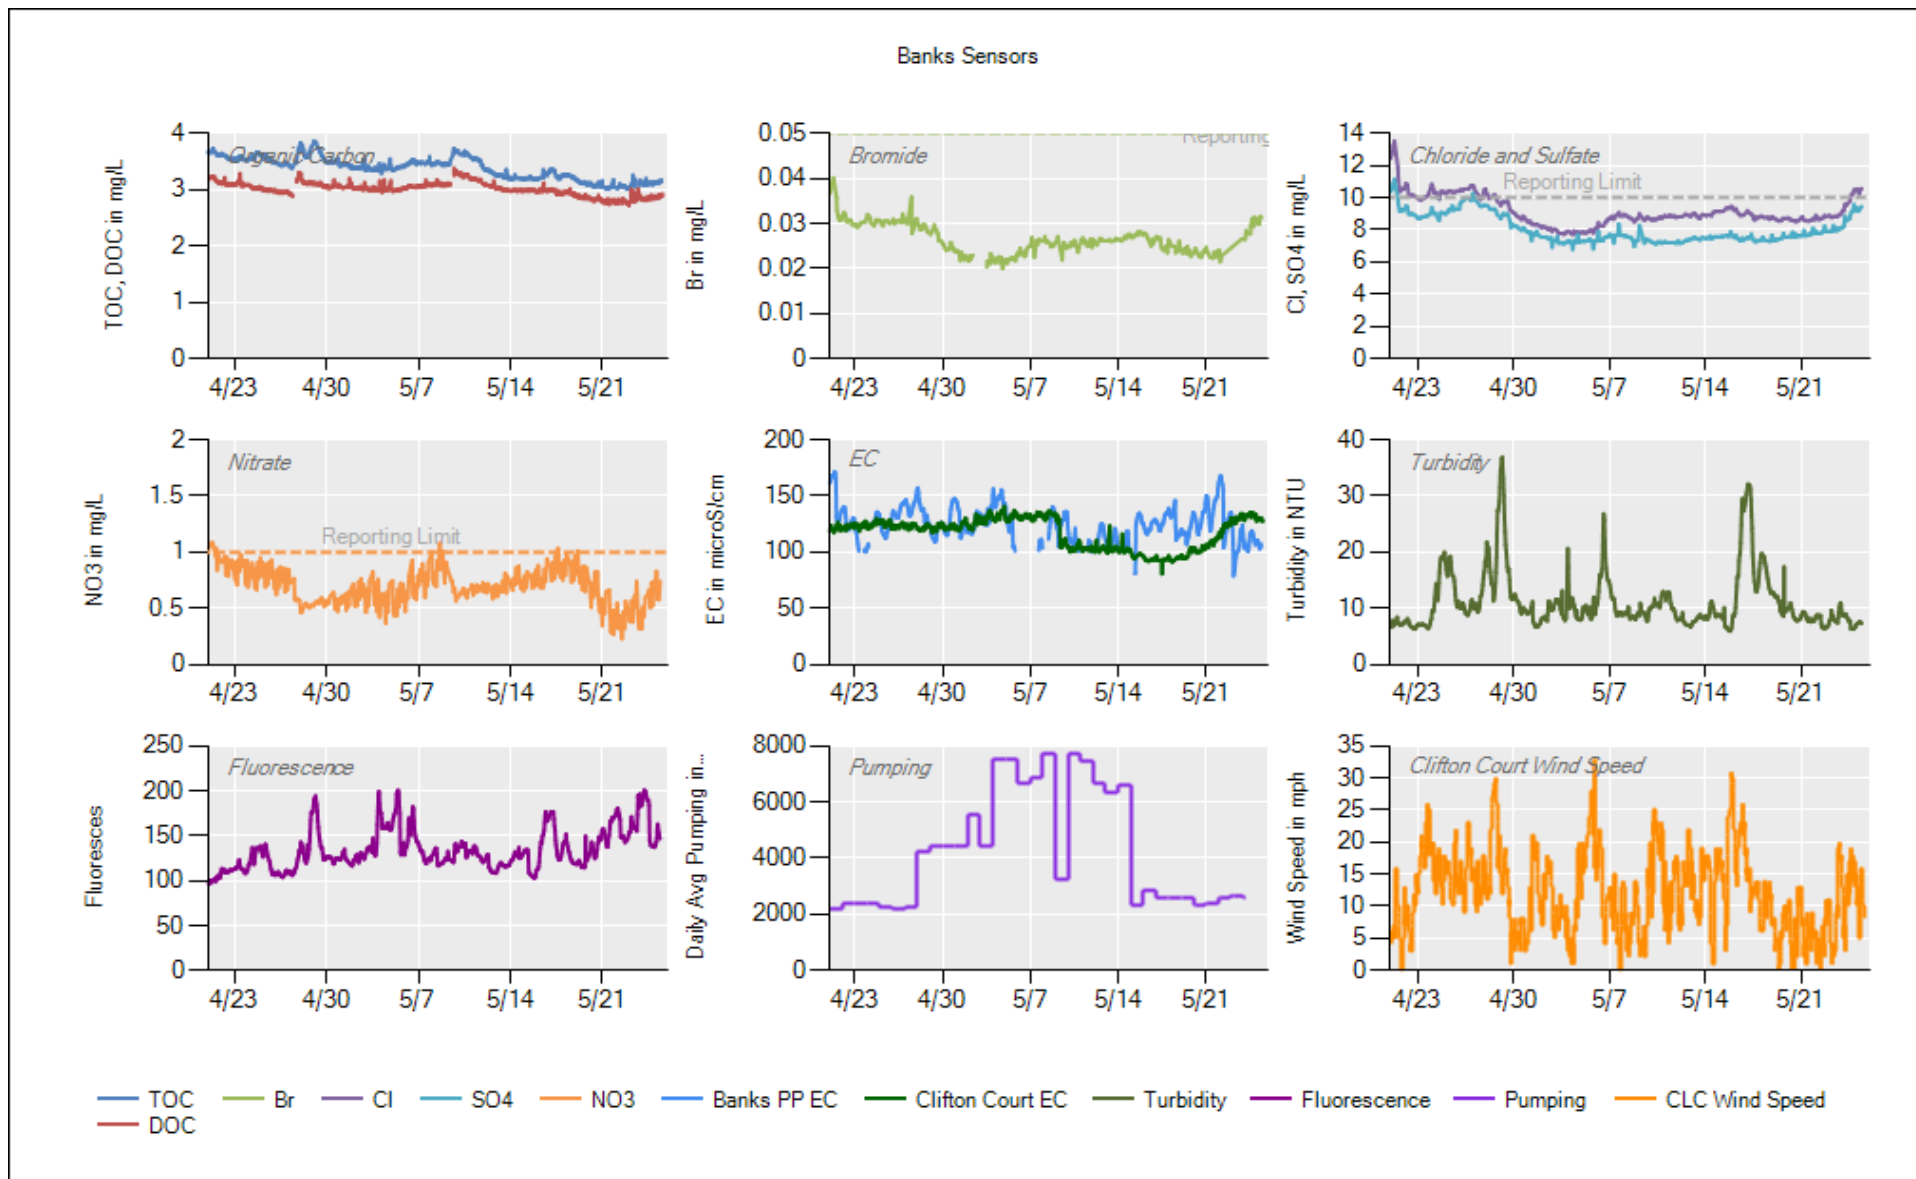 Banks Sensors
TOC, DOC in mg/L
4
3
2
1
0
Organic Carbon
4/23 4/30 5/7 5/14 5/21
Br in mg/L
0.05
0.04
0.03
0.02
0.01
0
Reporting
Bromide
4/23 4/30 5/7 5/14 5/21
Cl, SO4 in mg/L
14
12
10
8
6
4
2
0
Chloride and Sulfate
Reporting Limit
4/23 4/30 5/7 5/14 5/21
NO3 in mg/L
2
1.5
1
0.5
0
Nitrate
Reporting Limit
4/23 4/30 5/7 5/14 5/21
EC in microS/cm
200
150
100
50
0
EC
4/23 4/30 5/7 5/14 5/21
Turbidity in NTU
40
30
20
10
0
Turbidity
4/23 4/30 5/7 5/14 5/21
Fluoresces
250
200
150
100
50
0
Fluorescence
4/23 4/30 5/7 5/14 5/21
Daily Avg Pumping in...
8000
6000
4000
2000
0
Pumping
4/23 4/30 5/7 5/14 5/21
Wind Speed in mph
35
30
25
20
15
10
5
0
Clifton Court Wind Speed
4/23 4/30 5/7 5/14 5/21
TOC Br Cl SO4 NO3 Banks PP EC Clifton Court EC Turbidity Fluorescence Pumping CLC Wind Speed
DOC